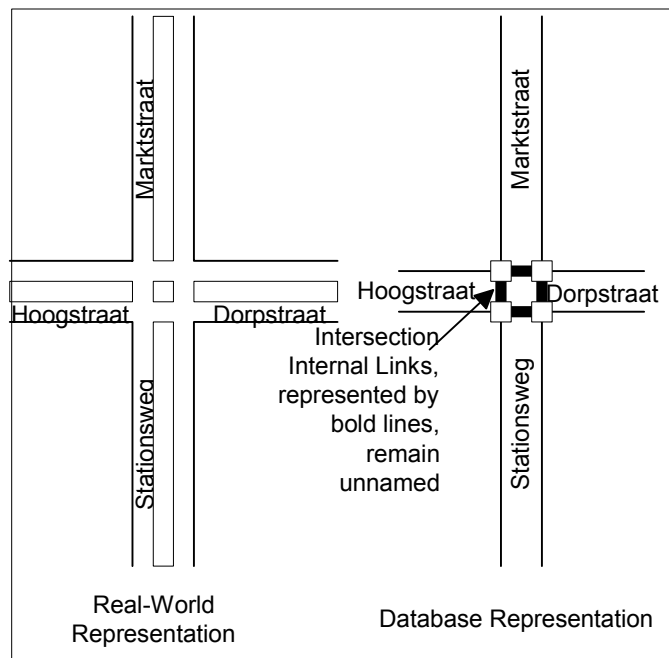 Marktstraat
Hoogstraat
Dorpstraat
Stationsweg
Real-World
Representation
Marktstraat
Hoogstraat
Dorpstraat
Intersection
Internal Links,
represented by
bold lines,
remain
unnamed
Stationsweg
Database Representation